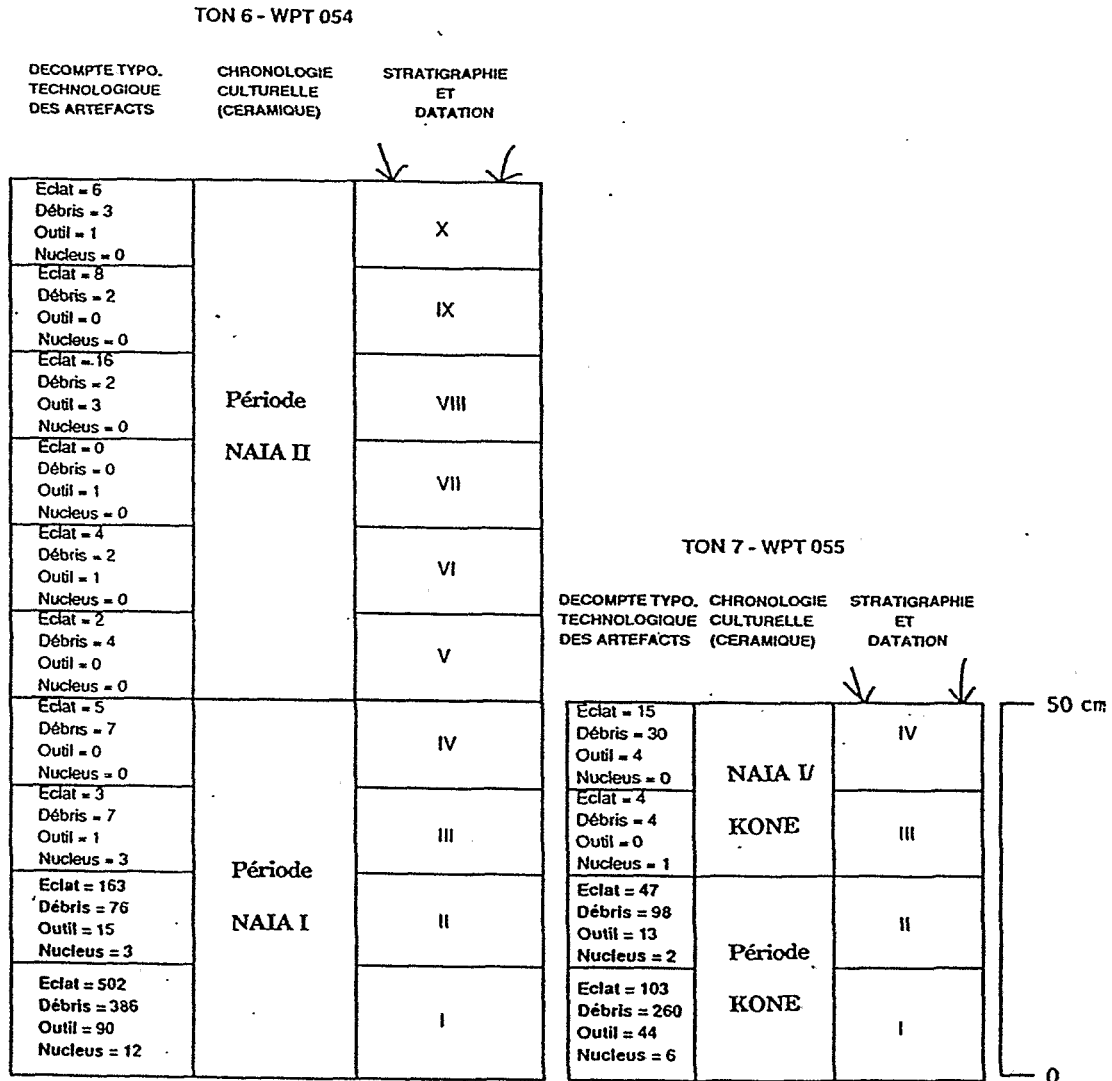 TON 6 - WPT 054
DECOMPTE TYPO.
TECHNOLOGIQUE
DES ARTEFACTS
CHRONOLOGIE
CULTURELLE
(CERAMIQUE)
STRATIGRAPHIE
ET
DATATION
Eclat = 6
Débris = 3
Outil = 1
Nucleus = 0
X
Eclat = 8
Débris = 2
Outil = 0
Nucleus = 0
IX
Eclat = 16
Débris = 2
Outil = 3
Nucleus = 0
VIII
Eclat = 0
Débris = 0
Outil = 1
Nucleus = 0
VII
Eclat = 4
Débris = 2
Outil = 1
Nucleus = 0
VI
Eclat = 2
Débris = 4
Outil = 0
Nucleus = 0
V
Période
NAIA II
Eclat = 5
Débris = 7
Outil = 0
Nucleus = 0
IV
Eclat = 3
Débris = 7
Outil = 1
Nucleus = 3
III
Eclat = 163
Débris = 76
Outil = 15
Nucleus = 3
II
Eclat = 502
Débris = 386
Outil = 90
Nucleus = 12
I
Période
NAIA I
TON 7 - WPT 055
DECOMPTE TYPO.
TECHNOLOGIQUE
DES ARTEFACTS
CHRONOLOGIE
CULTURELLE
(CERAMIQUE)
STRATIGRAPHIE
ET
DATATION
Eclat = 15
Débris = 30
Outil = 4
Nucleus = 0
IV
Eclat = 4
Débris = 4
Outil = 0
Nucleus = 1
III
NAIA I/
KONE
Eclat = 47
Débris = 98
Outil = 13
Nucleus = 2
II
Eclat = 103
Débris = 260
Outil = 44
Nucleus = 6
I
Période
KONE
50 cm
0